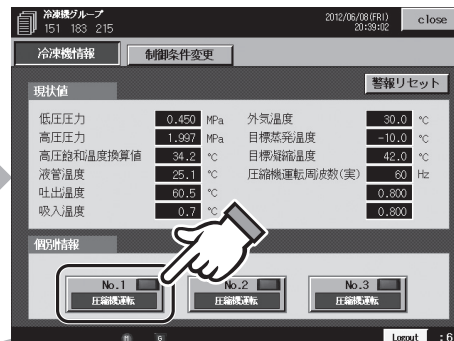 冷凍機グループ
151 183 215
2012/06/08(FRI)
20:39:02
close
冷凍機情報
制御条件変更
現状値
警報リセット
低圧圧力 0.450 MPa 外気温度 30.0 ℃
高圧圧力 1.997 MPa 目標蒸発温度 -10.0 ℃
高圧飽和温度換算値 34.2 ℃ 目標凝縮温度 42.0 ℃
液管温度 25.1 ℃ 圧縮機運転周波数(実) 60 Hz
吐出温度 60.5 ℃ 0.800
吸入温度 0.7 ℃ 0.800
個別情報
No.1 No.2 No.3
圧縮機運転 圧縮機運転 圧縮機運転
Logout :6